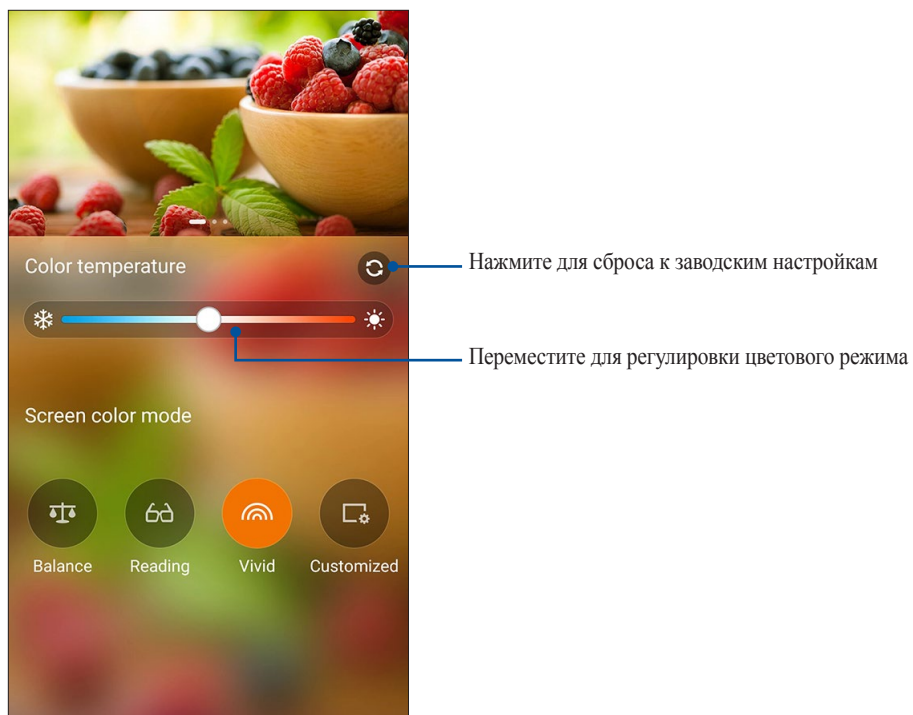 Color temperature
Нажмите для сброса к заводским настройкам
Переместите для регулировки цветового режима
Screen color mode
Balance Reading Vivid Customized